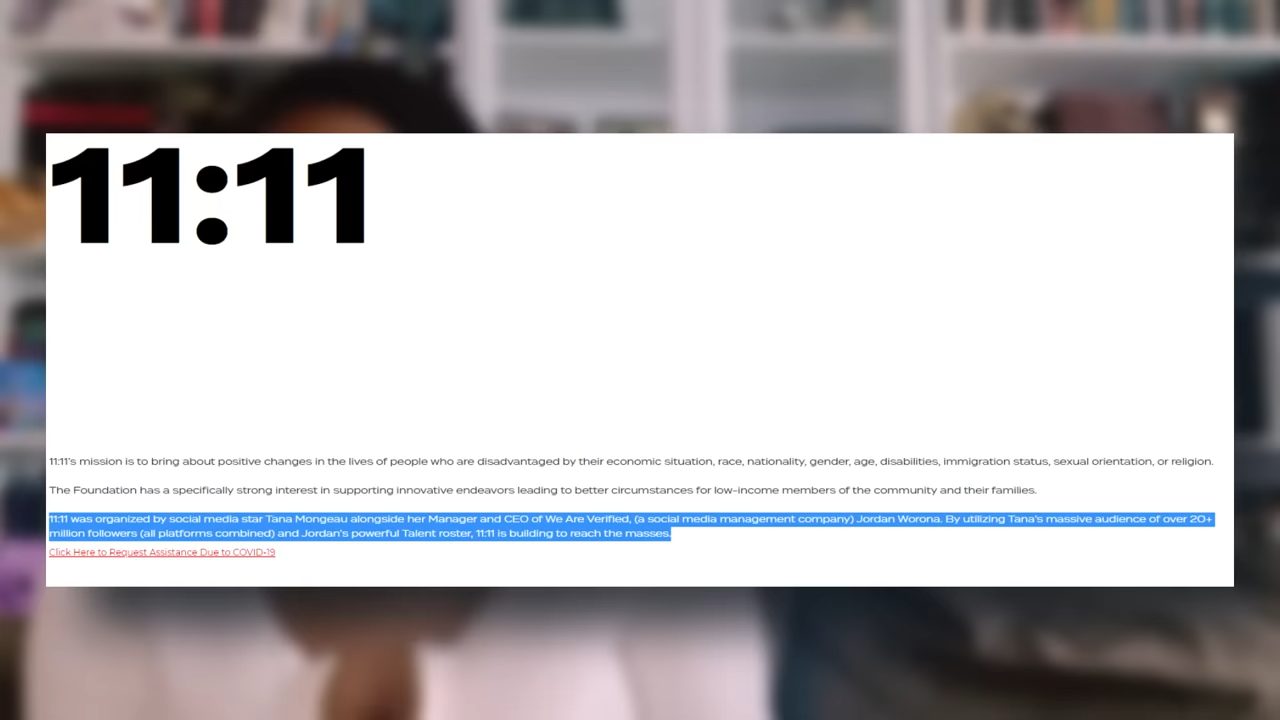 11:11
11:11's mission is to bring about positive changes in the lives of people who are disadvantaged by their economic situation, race, nationality, gender, age, disabilities, immigration status, sexual orientation, or religion.
The Foundation has a specifically strong interest in supporting innovative endeavors leading to better circumstances for low-income members of the community and their families.
11:11 was organized by social media star Tana Mongeau alongside her Manager and CEO of We Are Verified, (a social media management company) Jordan Worona. By utilizing Tana's massive audience of over 20+
million followers (all platforms combined) and Jordan's powerful Talent roster, 11:11 is building to reach the masses.
Click Here to Request Assistance Due to COVID-19